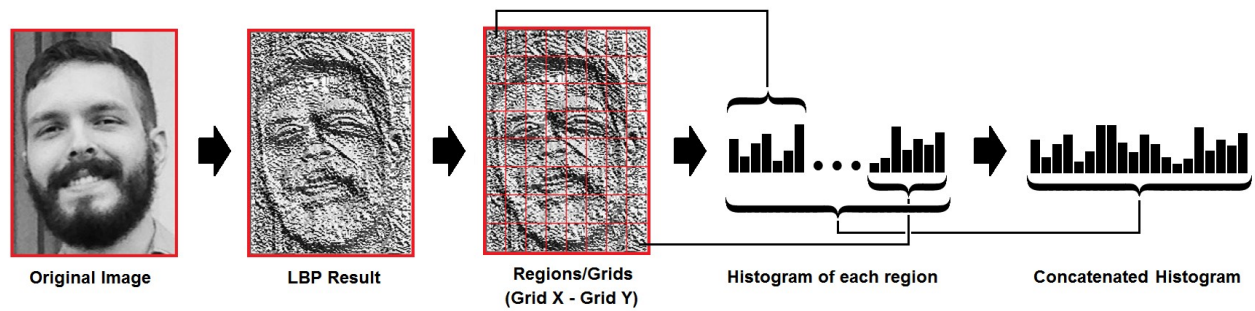 Original Image
LBP Result
Regions/Grids
(Grid X - Grid Y)
Histogram of each region
Concatenated Histogram